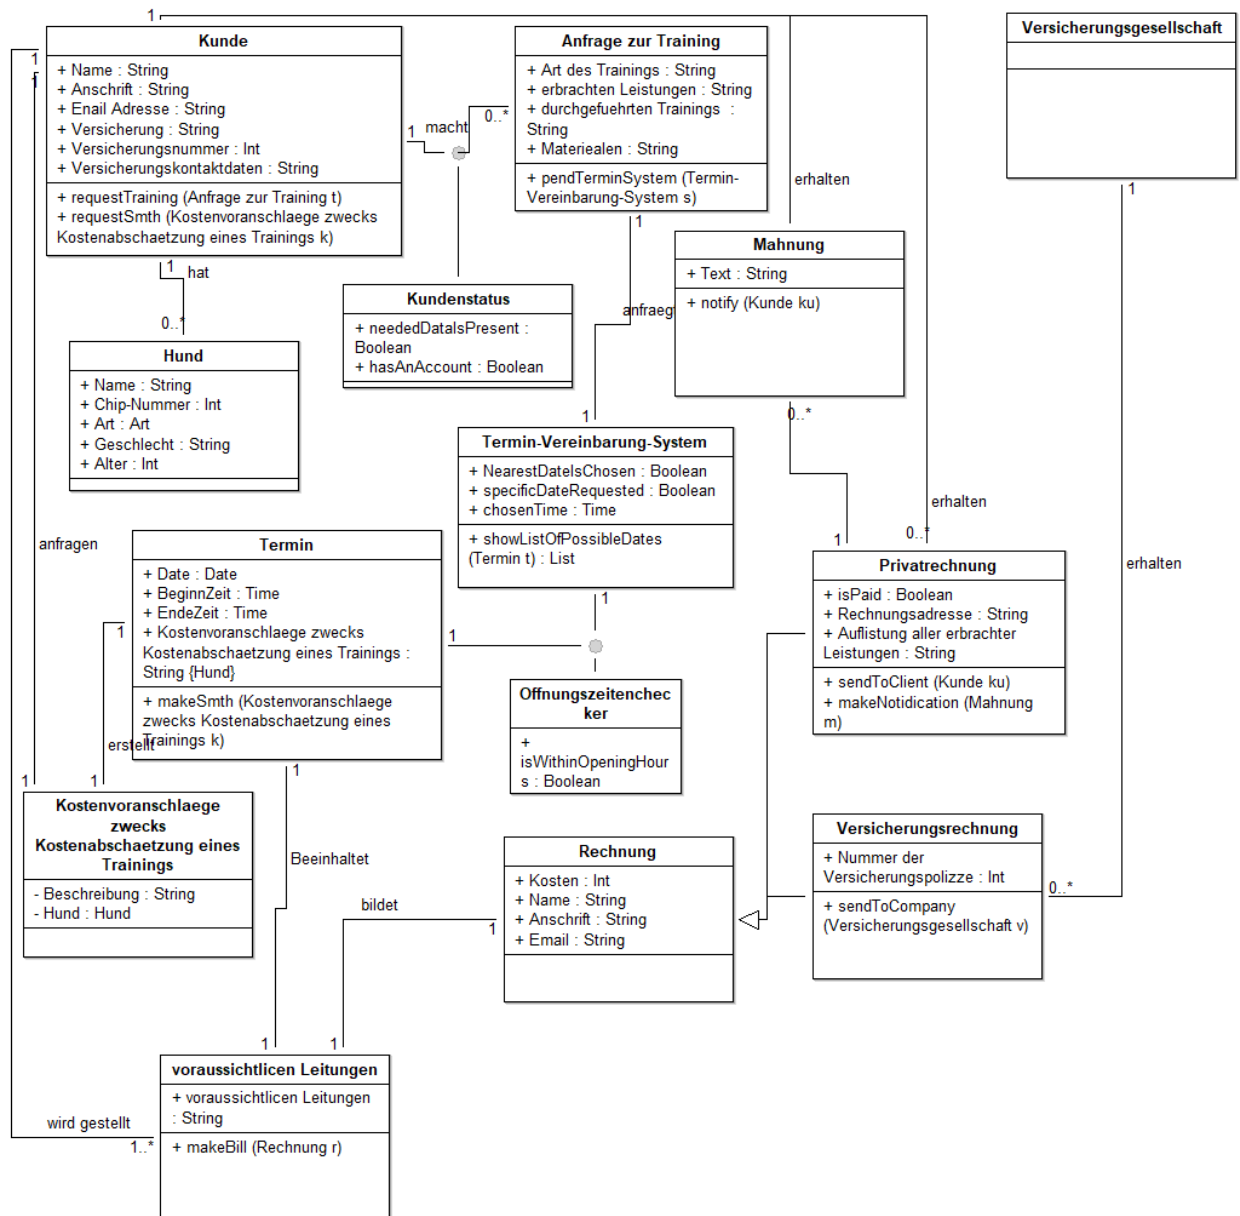 1
Kunde
+ Name : String
+ Anschrift : String
+ Enail Adresse : String
+ Versicherung : String
+ Versicherungsnummer : Int
+ Versicherungskontaktdaten : String
+ requestTraining (Anfrage zur Training t)
+ requestSmth (Kostenvoranschlaege zwecks
Kostenabschaetzung eines Trainings k)
1
1
1
macht
0..*
Anfrage zur Training
+ Art des Trainings : String
+ erbrachten Leistungen : String
+ durchgefuehrten Trainings :
String
+ Materiealen : String
+ pendTerminSystem (Termin-
Vereinbarung-System s)
1
Versicherungsgesellschaft
1
erhalten
Mahnung
+ Text : String
+ notify (Kunde ku)
0..*
anfraegt
1
hat
0..*
Kundenstatus
+ neededDataIsPresent :
Boolean
+ hasAnAccount : Boolean
Hund
+ Name : String
+ Chip-Nummer : Int
+ Art : Art
+ Geschlecht : String
+ Alter : Int
1
Termin-Vereinbarung-System
+ NearestDateIsChosen : Boolean
+ specificDateRequested : Boolean
+ chosenTime : Time
+ showListOfPossibleDates
(Termin t) : List
1
erhalten
0..*
1
erhalten
anfragen
Termin
+ Date : Date
+ BeginnZeit : Time
+ EndeZeit : Time
+ Kostenvoranschlaege zwecks
Kostenabschaetzung eines Trainings :
String {Hund}
+ makeSmth (Kostenvoranschlaege
zwecks Kostenabschaetzung eines
Trainings k)
1
1
erstellt
1
1
1
Privatrechnung
+ isPaid : Boolean
+ Rechnungsadresse : String
+ Auflistung aller erbrachter
Leistungen : String
+ sendToClient (Kunde ku)
+ makeNotidication (Mahnung
m)
Offnungszeitenchec
ker
+
isWithinOpeningHour
s : Boolean
Kostenvoranschlaege
zwecks
Kostenabschaetzung eines
Trainings
- Beschreibung : String
- Hund : Hund
Beeinhaltet
Rechnung
+ Kosten : Int
+ Name : String
+ Anschrift : String
+ Email : String
Versicherungsrechnung
+ Nummer der
Versicherungspolizze : Int
+ sendToCompany
(Versicherungsgesellschaft v)
0..*
bildet
1
1
1
voraussichtlicen Leitungen
+ voraussichtlicen Leitungen
: String
+ makeBill (Rechnung r)
wird gestellt
1..*